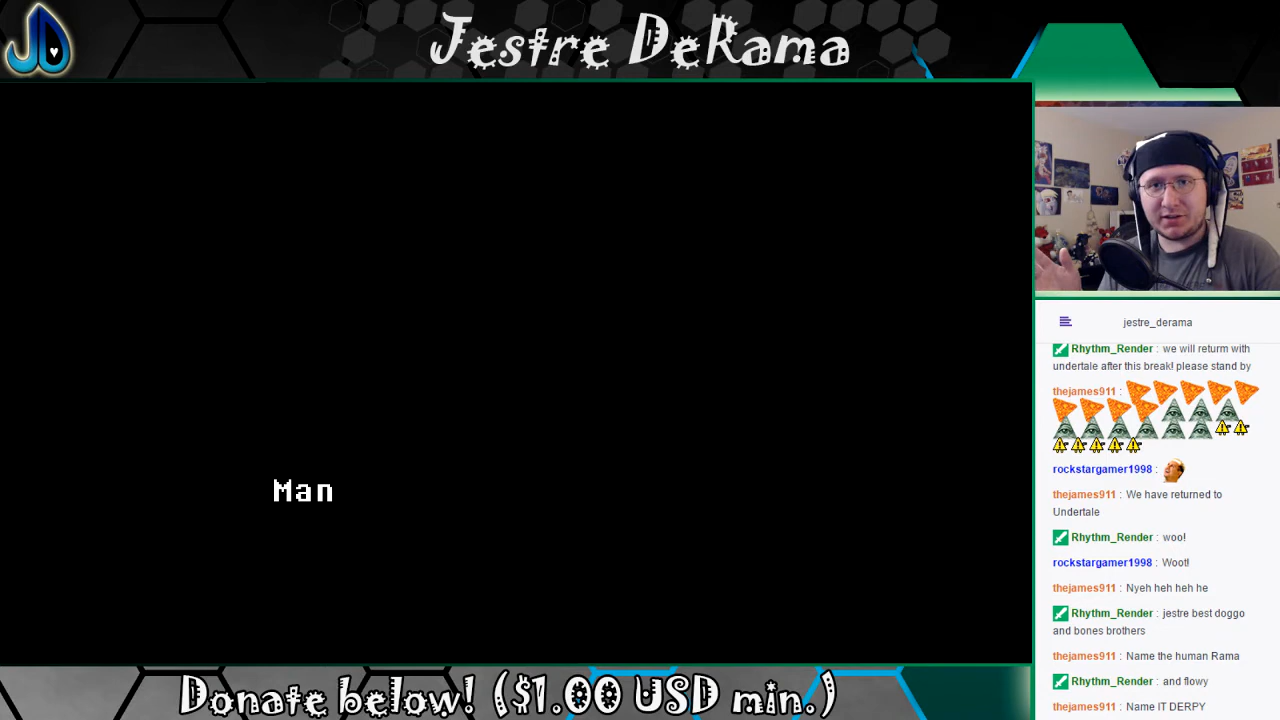 JD
Jestre DeRama
jestre_derama
Rhythm_Render : we will returm with
undertale after this break! please stand by
thejames911 :
rockstargamer1998 :
thejames911 : We have returned to
Undertale
Rhythm_Render : woo!
rockstargamer1998 : Woot!
thejames911 : Nyeh heh heh he
Rhythm_Render : jestre best doggo
and bones brothers
thejames911 : Name the human Rama
Rhythm_Render : and flowy
thejames911 : Name IT DERPY
Man
Donate below! ($1.00 USD min.)